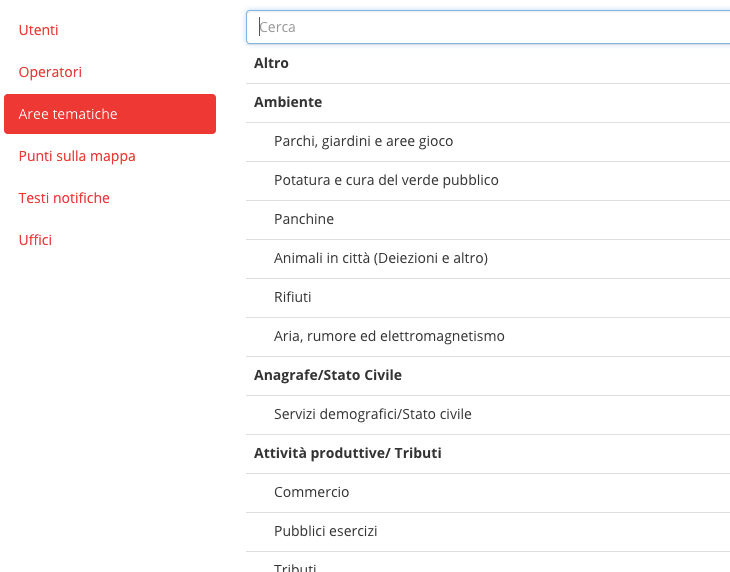 Utenti
Operatori
Aree tematiche
Punti sulla mappa
Testi notifiche
Uffici
Cerca
Altro
Ambiente
Parchi, giardini e aree gioco
Potatura e cura del verde pubblico
Panchine
Animali in città (Deiezioni e altro)
Rifiuti
Aria, rumore ed elettromagnetismo
Anagrafe/Stato Civile
Servizi demografici/Stato civile
Attività produttive/ Tributi
Commercio
Pubblici esercizi
Tributi